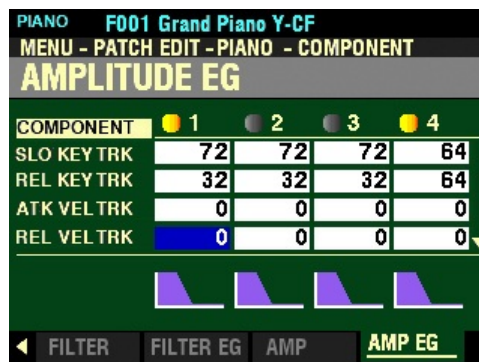 PIANO F001 Grand Piano Y-CF
MENU - PATCH EDIT - PIANO - COMPONENT
AMPLITUDE EG
COMPONENT 1 2 3 4
SLO KEY TRK 72 72 72 64
REL KEY TRK 32 32 32 64
ATK VEL TRK 0 0 0 0
REL VEL TRK 0 0 0 0
FILTER FILTER EG AMP AMP EG